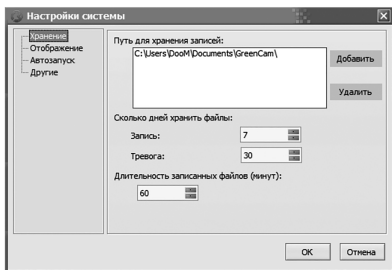 Настройки системы
Хранение
Отображение
Автозапуск
Другие
Путь для хранения записей:
C:\Users\DooM\Documents\GreenCam\
Добавить
Удалить
Сколько дней хранить файлы:
Запись: 7
Тревога: 30
Длительность записанных файлов (минут):
60
OK Отмена